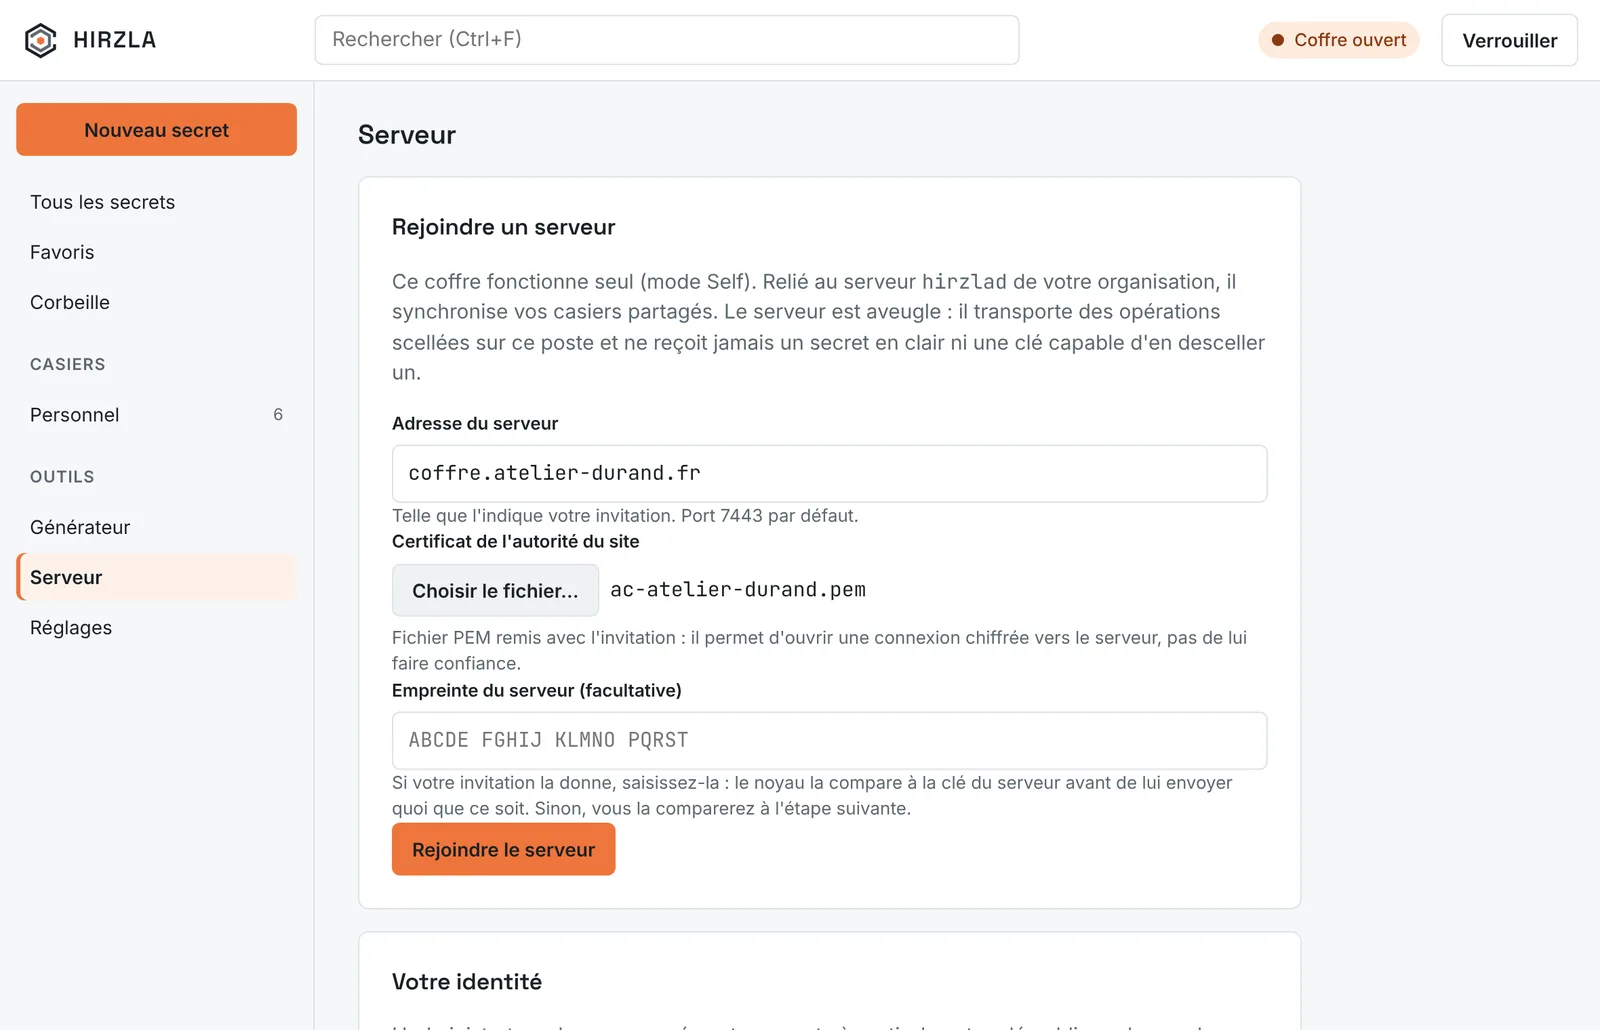 HIRZLA
Rechercher (Ctrl+F)
Coffre ouvert
Verrouiller
Nouveau secret
Tous les secrets
Favoris
Corbeille
CASIERS
Personnel 6
OUTILS
Générateur
Serveur
Réglages
Serveur
Rejoindre un serveur
Ce coffre fonctionne seul (mode Self). Relié au serveur hirzlad de votre organisation, il
synchronise vos casiers partagés. Le serveur est aveugle : il transporte des opérations
scellées sur ce poste et ne reçoit jamais un secret en clair ni une clé capable d'en desceller
un.
Adresse du serveur
coffre.atelier-durand.fr
Telle que l'indique votre invitation. Port 7443 par défaut.
Certificat de l'autorité du site
Choisir le fichier...
ac-atelier-durand.pem
Fichier PEM remis avec l'invitation : il permet d'ouvrir une connexion chiffrée vers le serveur, pas de lui
faire confiance.
Empreinte du serveur (facultative)
ABCDE FGHIJ KLMNO PQRST
Si votre invitation la donne, saisissez-la : le noyau la compare à la clé du serveur avant de lui envoyer
quoi que ce soit. Sinon, vous la comparerez à l'étape suivante.
Rejoindre le serveur
Votre identité